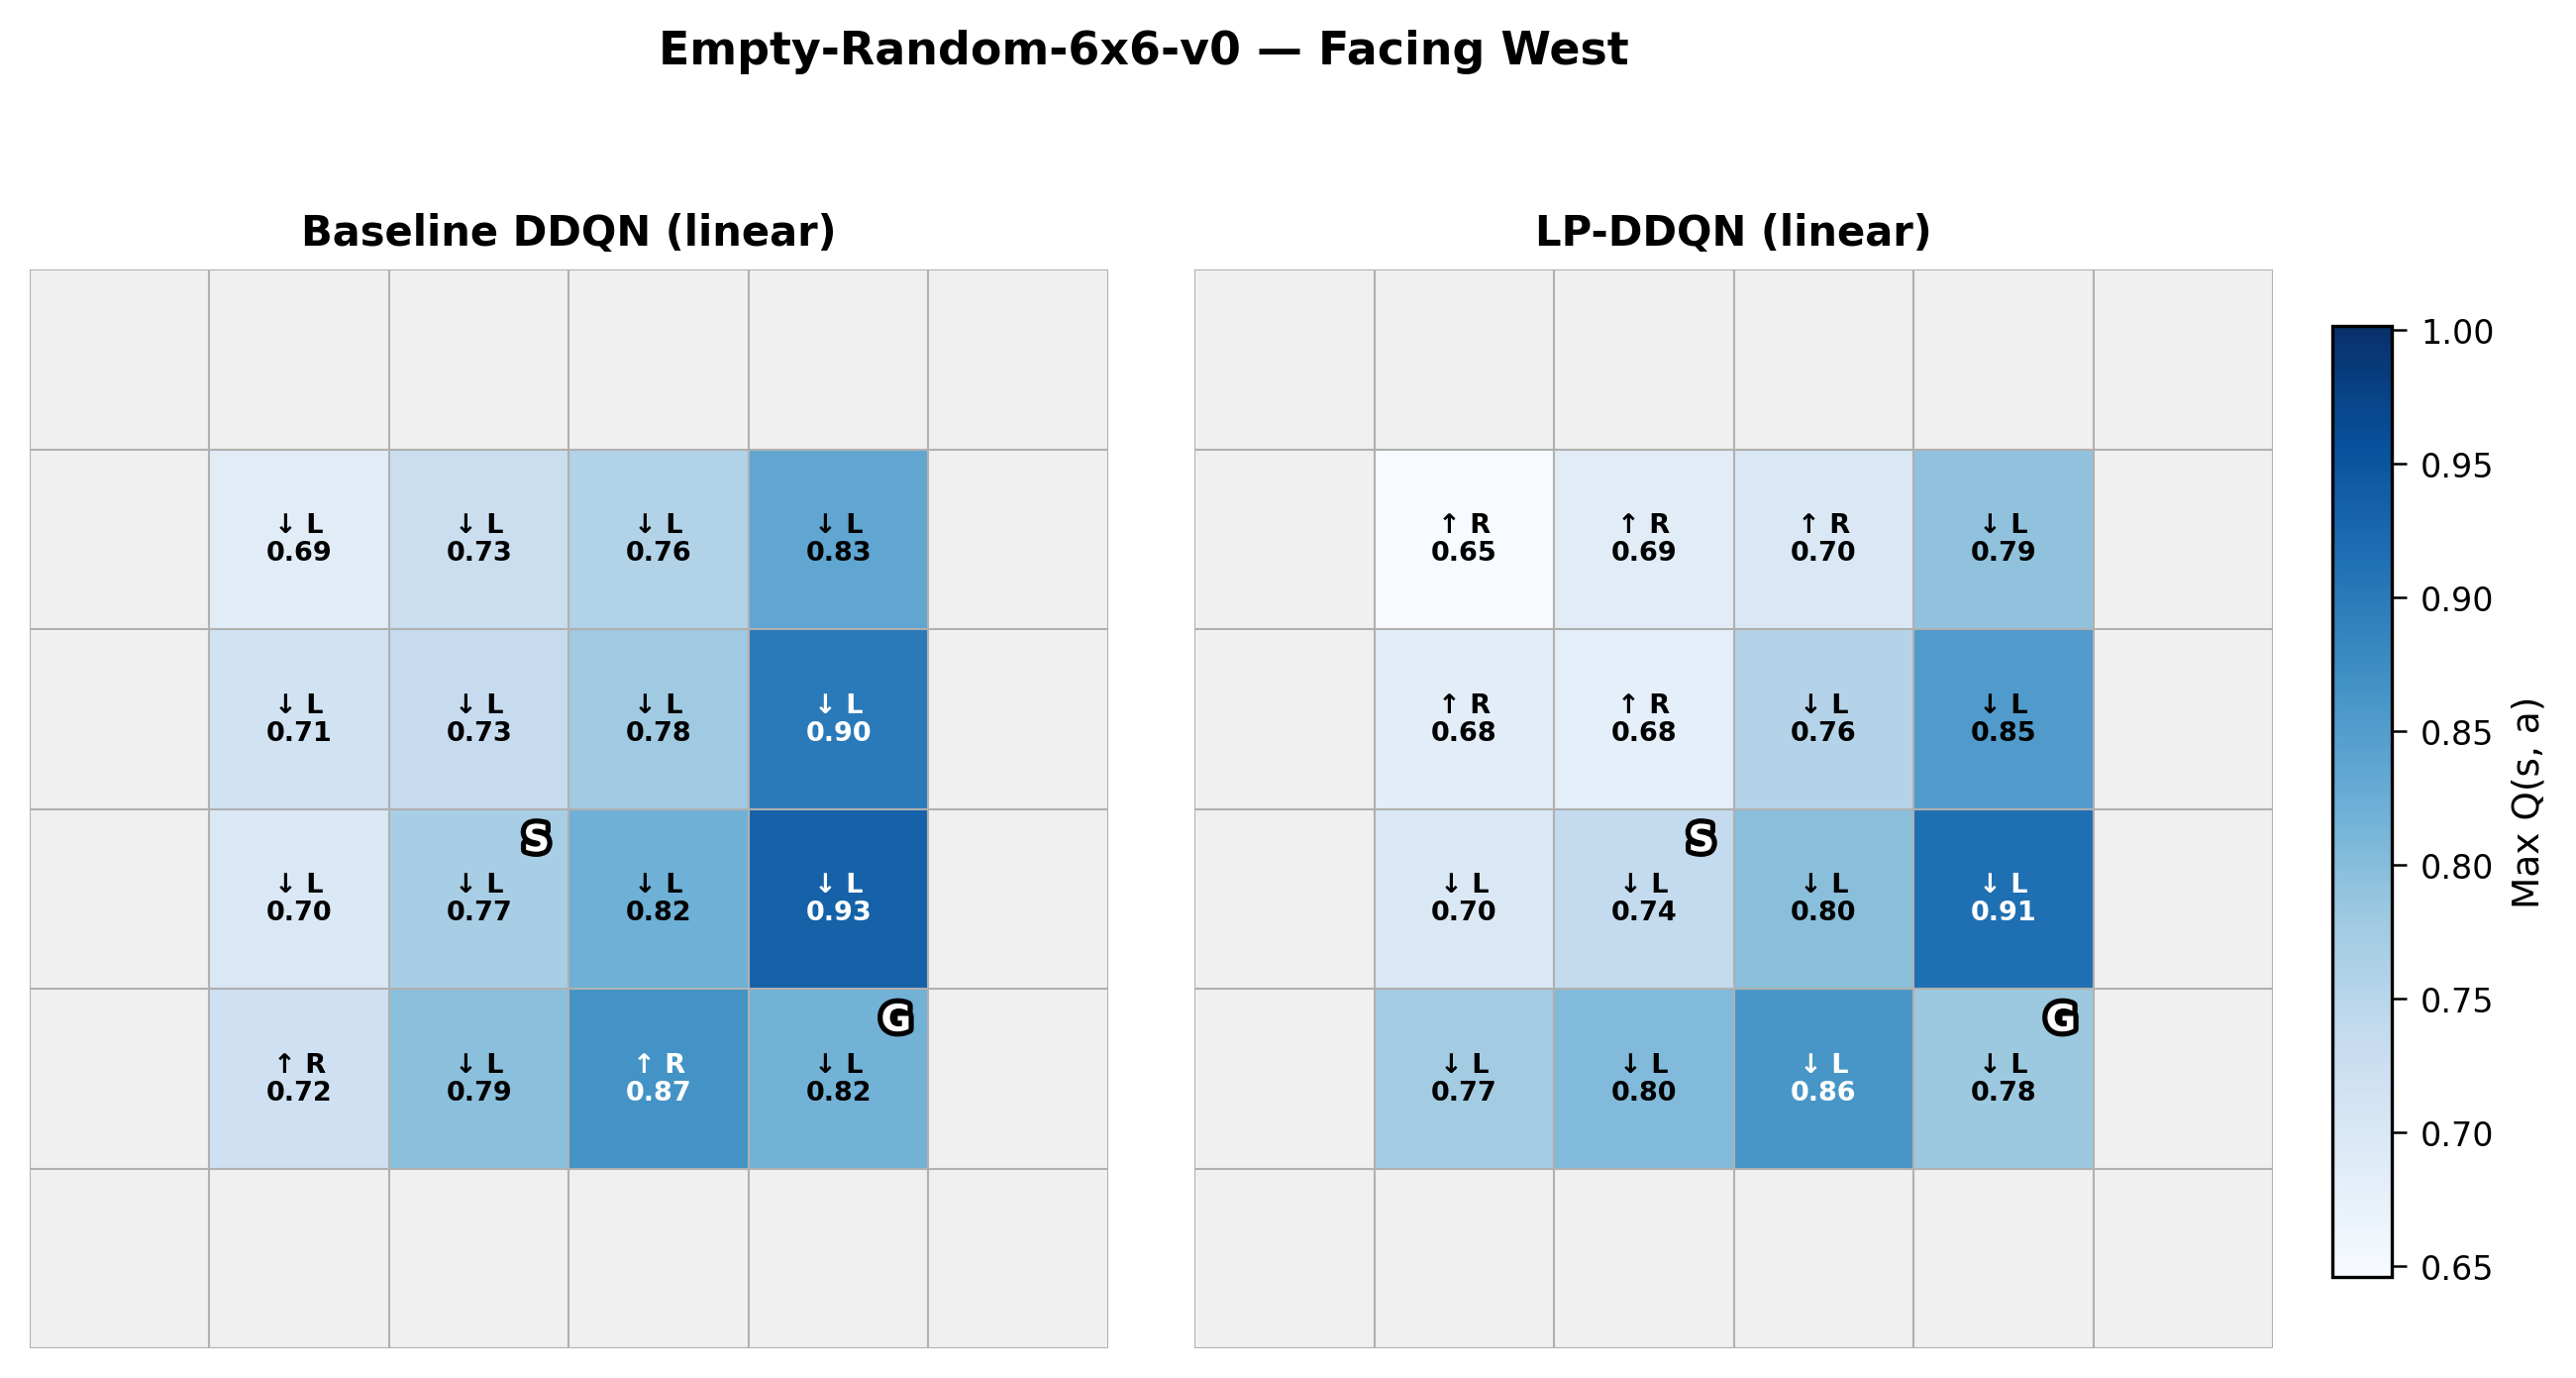 Empty-Random-6x6-v0 — Facing West
Baseline DDQN (linear)
↓ L ↓ L ↓ L ↓ L
0.69 0.73 0.76 0.83
↓ L ↓ L ↓ L ↓ L
0.71 0.73 0.78 0.90
S
↓ L ↓ L ↓ L ↓ L
0.70 0.77 0.82 0.93
G
↑ R ↓ L ↑ R ↓ L
0.72 0.79 0.87 0.82
LP-DDQN (linear)
↑ R ↑ R ↑ R ↓ L
0.65 0.69 0.70 0.79
↑ R ↑ R ↓ L ↓ L
0.68 0.68 0.76 0.85
S
↓ L ↓ L ↓ L ↓ L
0.70 0.74 0.80 0.91
G
↓ L ↓ L ↓ L ↓ L
0.77 0.80 0.86 0.78
1.00
0.95
0.90
0.85
0.80
0.75
0.70
0.65
Max Q(s, a)